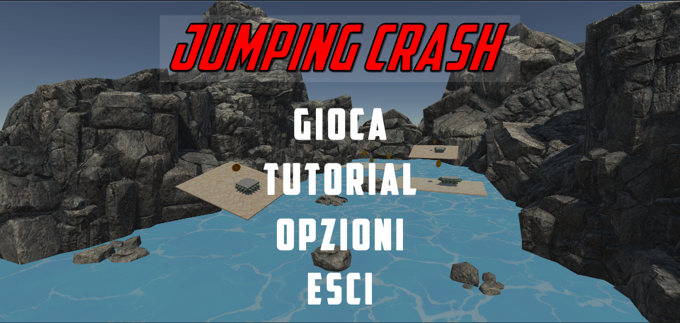 JUMPING CRASH
GIOCA
TUTORIAL
OPZIONI
ESCI